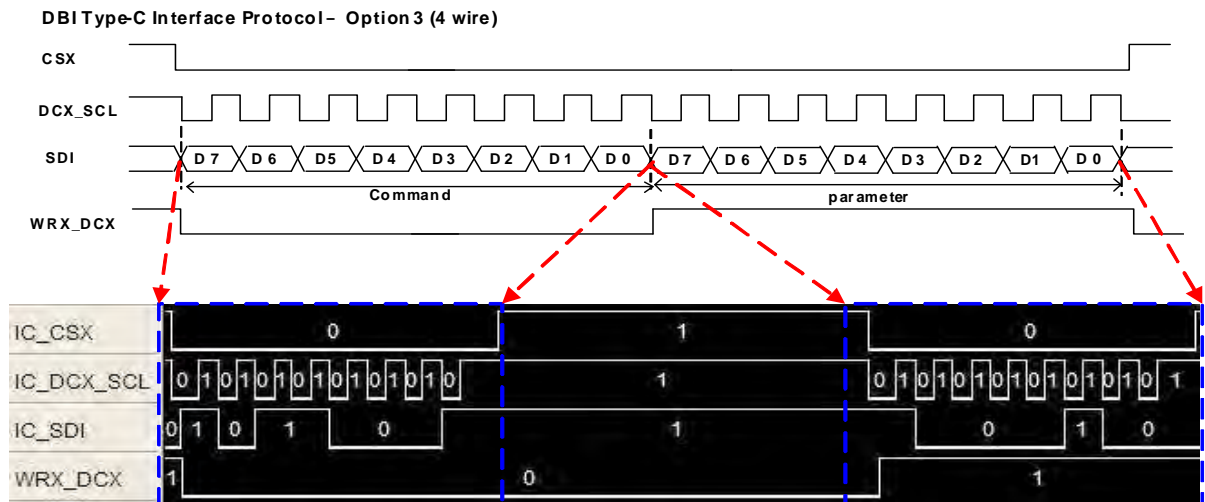 DBI Type-C Interface Protocol – Option 3 (4 wire)
CSX
DCX_SCL
SDI D7 D6 D5 D4 D3 D2 D1 D0 D7 D6 D5 D4 D3 D2 D1 D0
Command parameter
WRX_DCX
IC_CSX 0 1 0
IC_DCX_SCL 0 1 0 1 0 1 0 1 0 1 0 1 0 1 0 1 0 1 0 1 0 1 0 1 0 1 0 1 0 1 0 1
IC_SDI 0 1 0 1 0 1 0 1 0
WRX_DCX 1 0 1